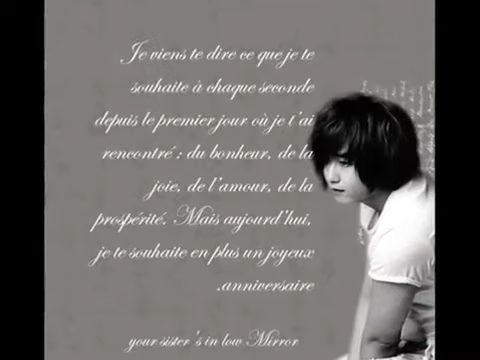 Je viens te dire ce que je te
souhaite à chaque seconde
depuis le premier jour où je t'ai
rencontré : du bonheur, de la
joie, de l'amour, de la
prospérité. Mais aujourd'hui,
je te souhaite en plus un joyeux
.anniversaire
your sister's in low Mirror